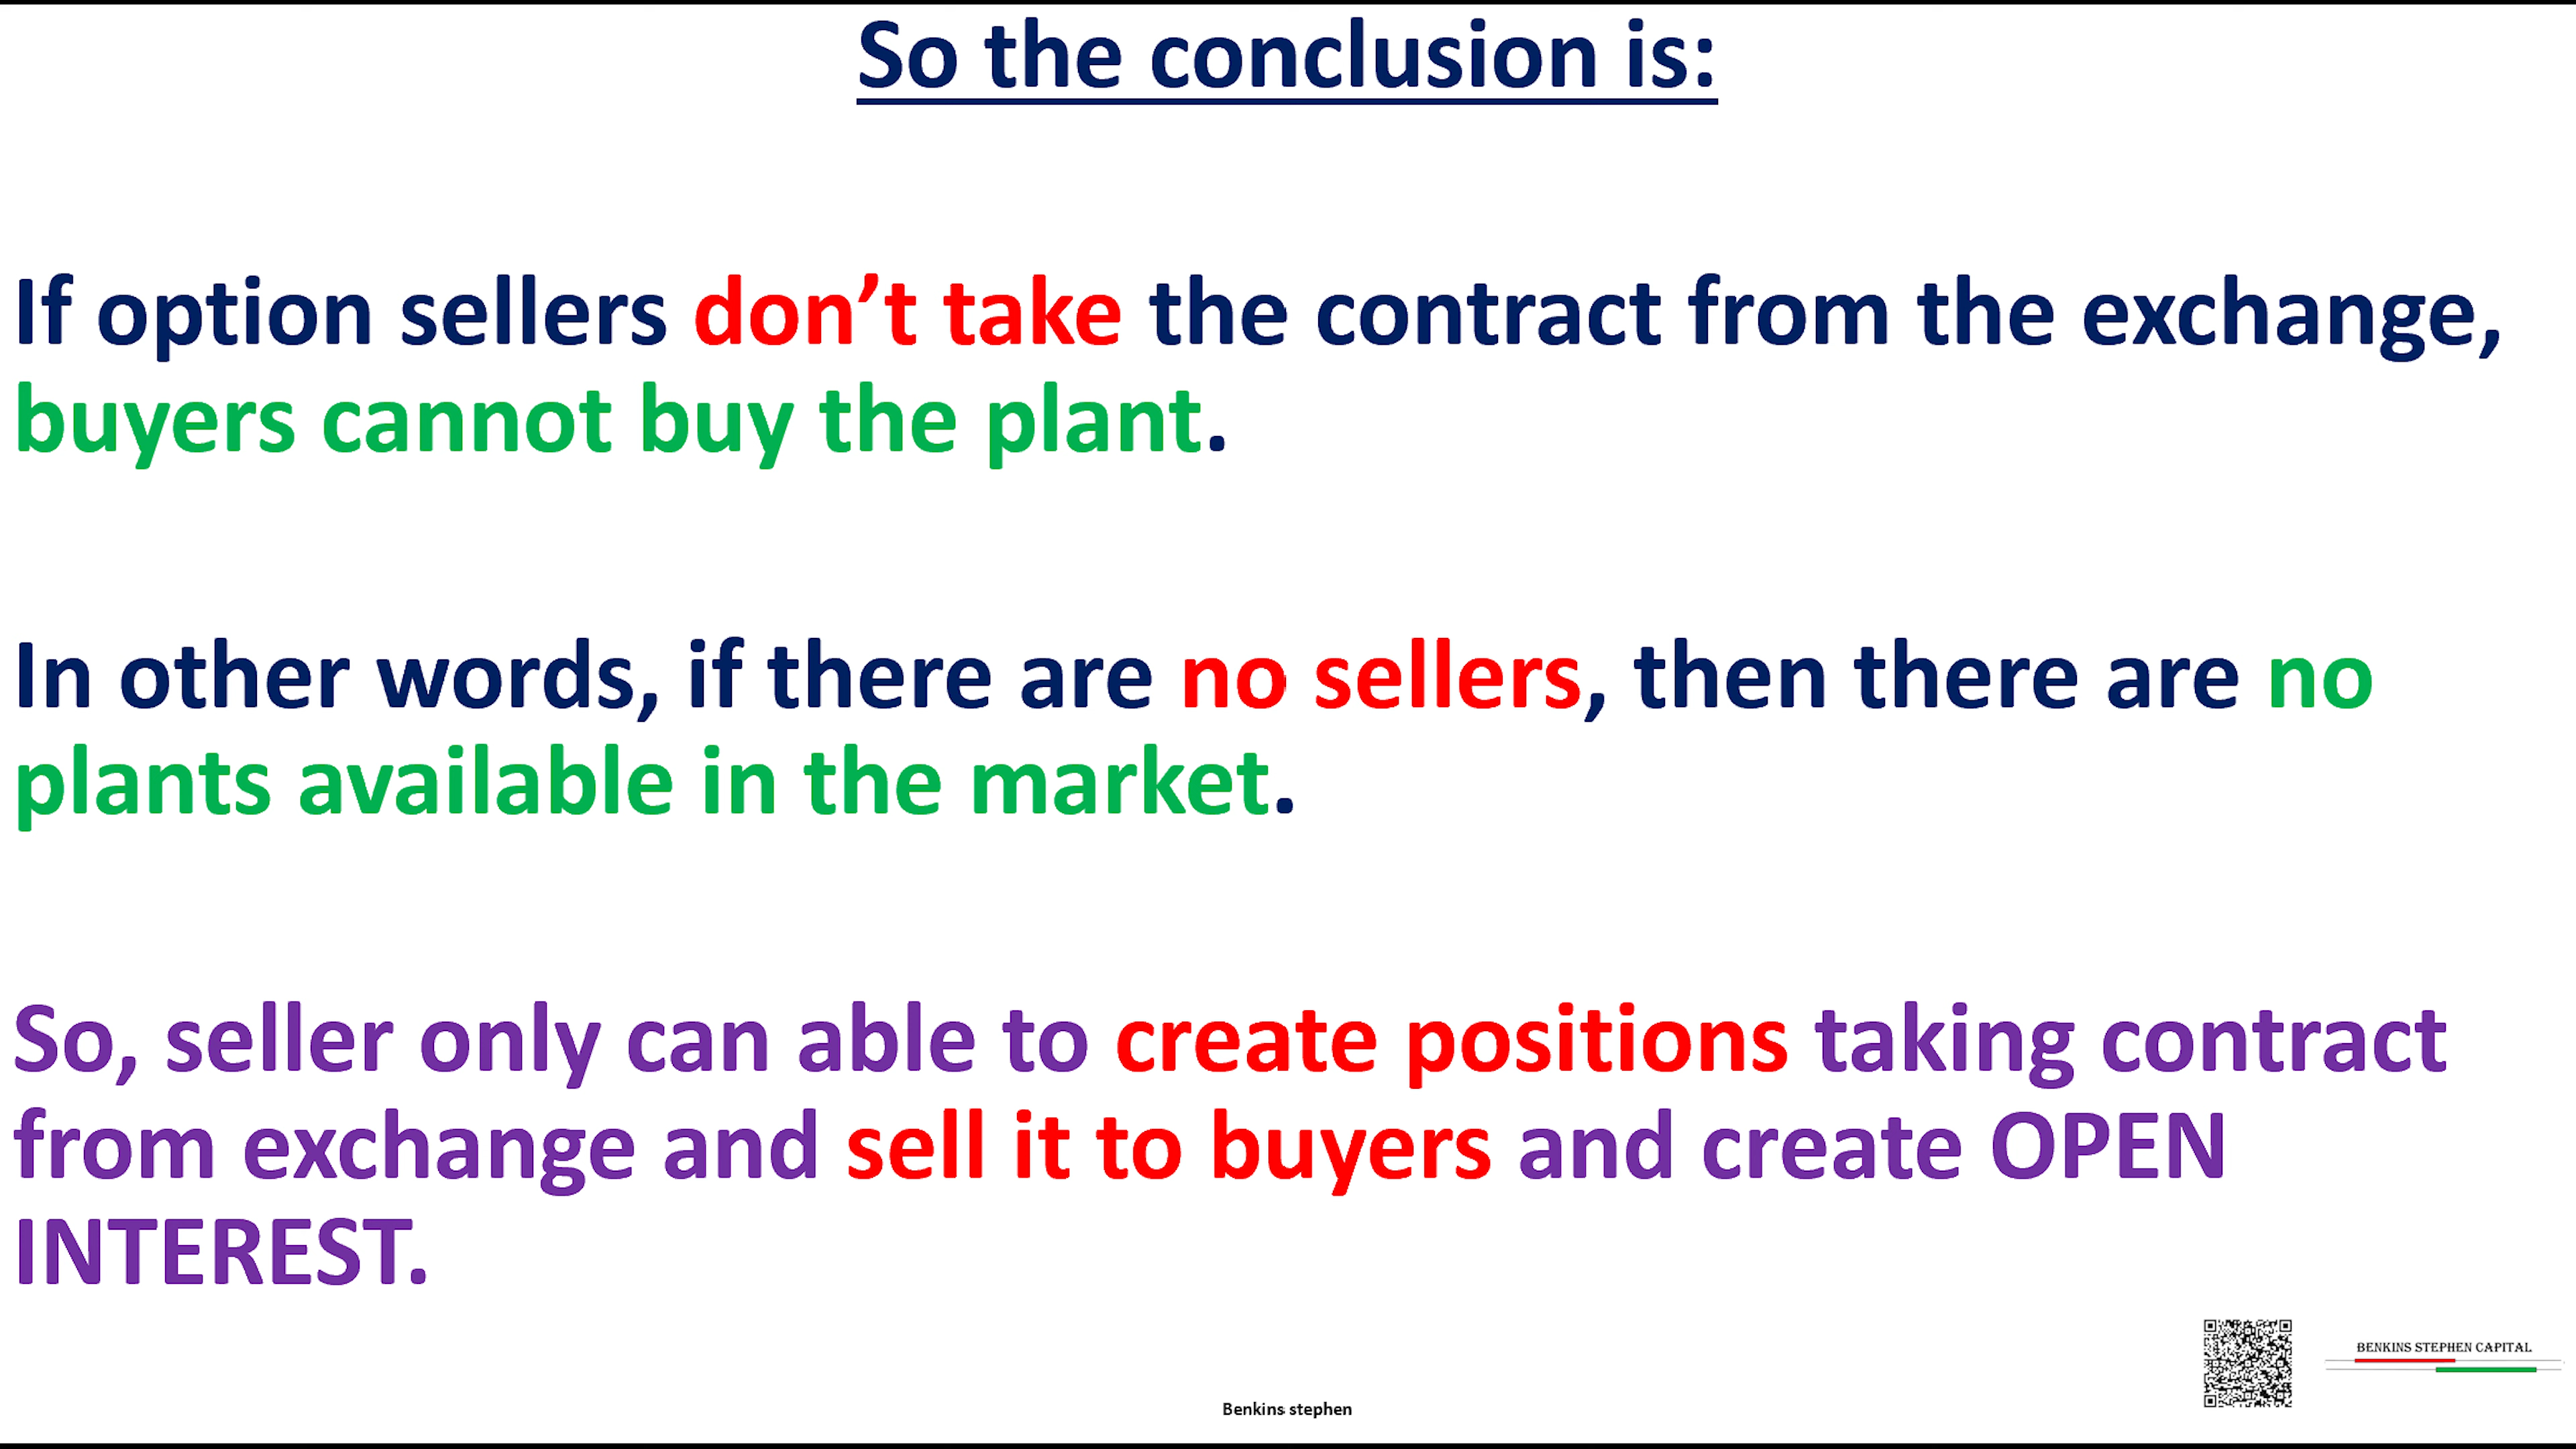 So the conclusion is:
If option sellers don’t take the contract from the exchange,
buyers cannot buy the plant.
In other words, if there are no sellers, then there are no
plants available in the market.
So, seller only can able to create positions taking contract
from exchange and sell it to buyers and create OPEN
INTEREST.
BENKINS STEPHEN CAPITAL
Benkins stephen